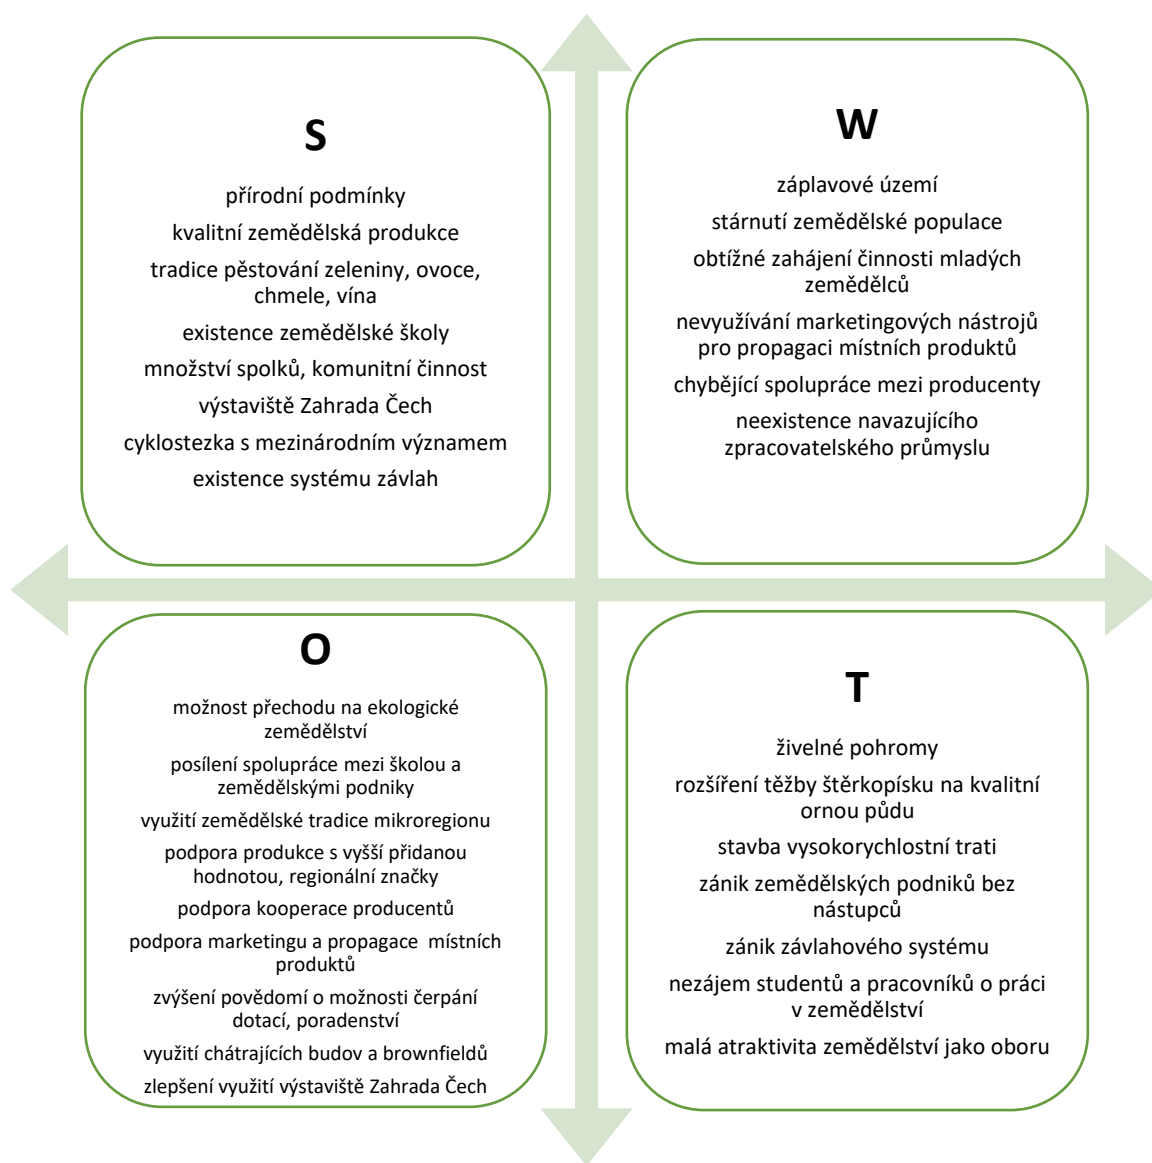 S
přírodní podmínky
kvalitní zemědělská produkce
tradice pěstování zeleniny, ovoce,
chmele, vína
existence zemědělské školy
množství spolků, komunitní činnost
výstaviště Zahrada Čech
cyklostezka s mezinárodním významem
existence systému závlah
W
záplavové území
stárnutí zemědělské populace
obtížné zahájení činnosti mladých
zemědělců
nevyužívání marketingových nástrojů
pro propagaci místních produktů
chybějící spolupráce mezi producenty
neexistence navazujícího
zpracovatelského průmyslu
O
možnost přechodu na ekologické
zemědělství
posílení spolupráce mezi školou a
zemědělskými podniky
využití zemědělské tradice mikroregionu
podpora produkce s vyšší přidanou
hodnotou, regionální značky
podpora kooperace producentů
podpora marketingu a propagace místních
produktů
zvýšení povědomí o možnosti čerpání
dotací, poradenství
využití chátrajících budov a brownfieldů
zlepšení využití výstaviště Zahrada Čech
T
živelné pohromy
rozšíření těžby štěrkopísku na kvalitní
ornou půdu
stavba vysokorychlostní trati
zánik zemědělských podniků bez
nástupců
zánik závlahového systému
nezájem studentů a pracovníků o práci
v zemědělství
malá atraktivita zemědělství jako oboru